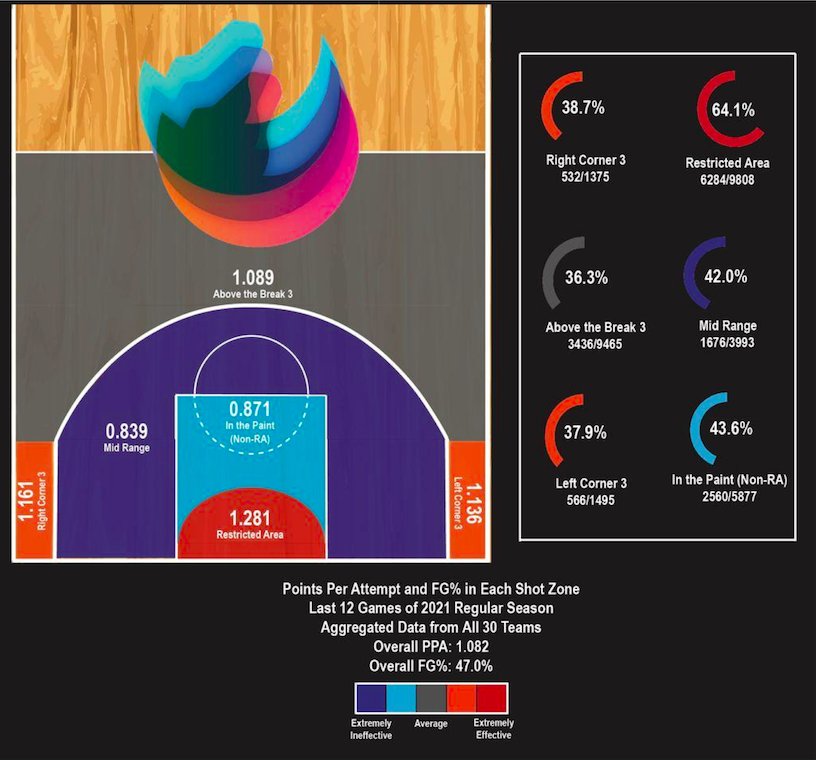 1.089
Above the Break 3
0.839
Mid Range
0.871
In the Paint
(Non-RA)
1.161
Right Corner 3
1.281
Restricted Area
1.136
Left Corner 3
38.7%
Right Corner 3
532/1375
64.1%
Restricted Area
6284/9808
36.3%
Above the Break 3
3436/9465
42.0%
Mid Range
1676/3993
37.9%
Left Corner 3
566/1495
43.6%
In the Paint (Non-RA)
2560/5877
Points Per Attempt and FG% in Each Shot Zone
Last 12 Games of 2021 Regular Season
Aggregated Data from All 30 Teams
Overall PPA: 1.082
Overall FG%: 47.0%
Extremely
Ineffective
Average
Extremely
Effective